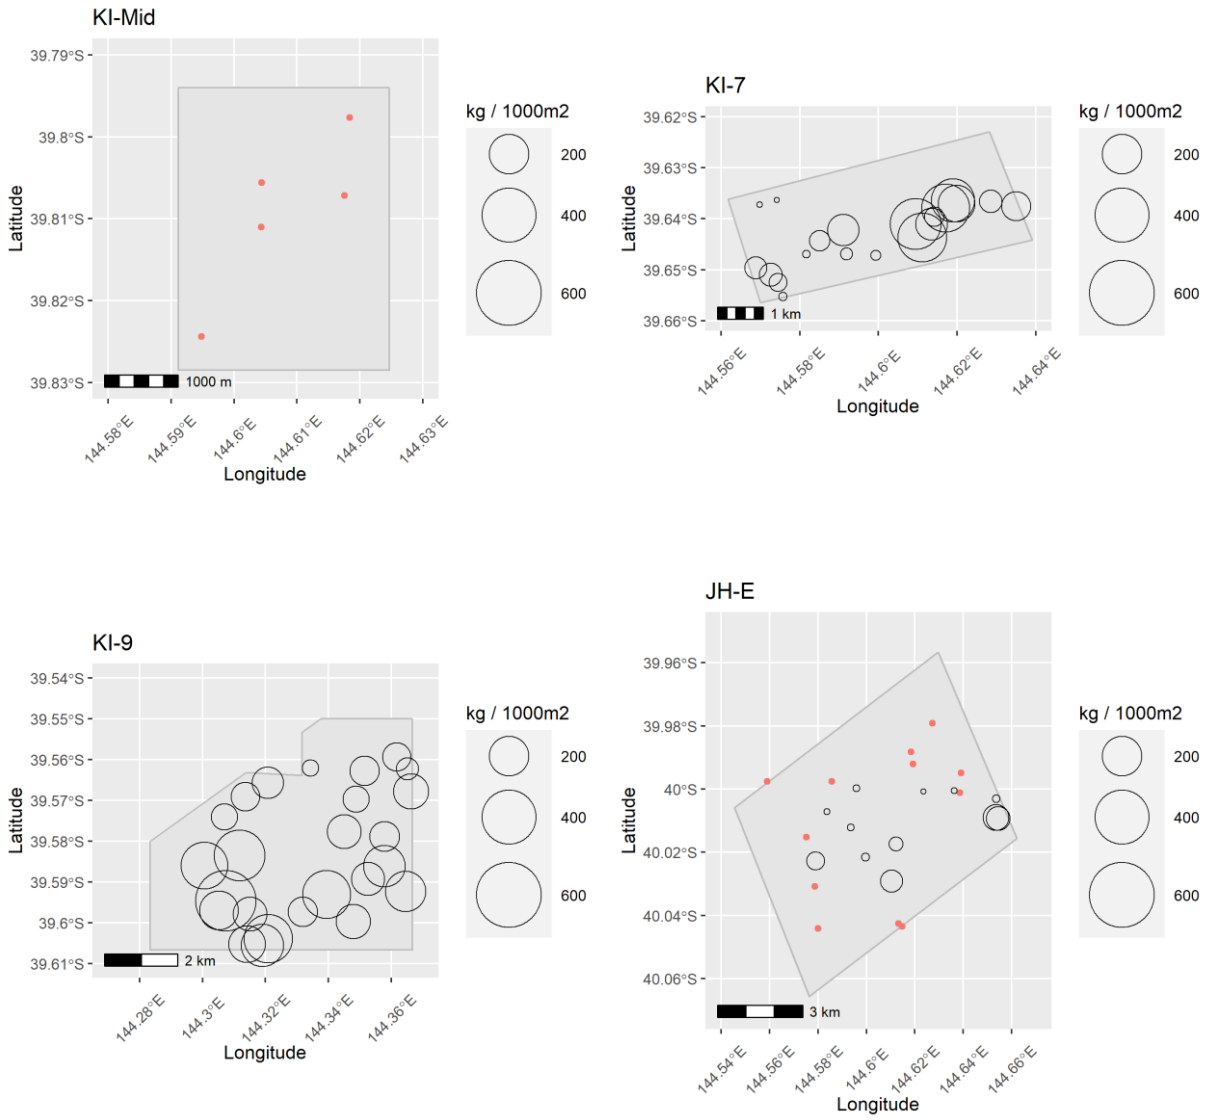 KI-Mid
39.79°S
39.8°S
39.81°S
39.82°S
39.83°S
Latitude
1000 m
144.58°E
144.59°E
144.6°E
144.61°E
144.62°E
144.63°E
Longitude
kg / 1000m2
200
400
600
KI-7
39.62°S
39.63°S
39.64°S
39.65°S
39.66°S
Latitude
1 km
144.56°E
144.58°E
144.6°E
144.62°E
144.64°E
Longitude
kg / 1000m2
200
400
600
KI-9
39.54°S
39.55°S
39.56°S
39.57°S
39.58°S
39.59°S
39.6°S
39.61°S
Latitude
2 km
144.28°E
144.3°E
144.32°E
144.34°E
144.36°E
Longitude
kg / 1000m2
200
400
600
JH-E
39.96°S
39.98°S
40°S
40.02°S
40.04°S
40.06°S
Latitude
3 km
144.54°E
144.56°E
144.58°E
144.6°E
144.62°E
144.64°E
144.66°E
Longitude
kg / 1000m2
200
400
600